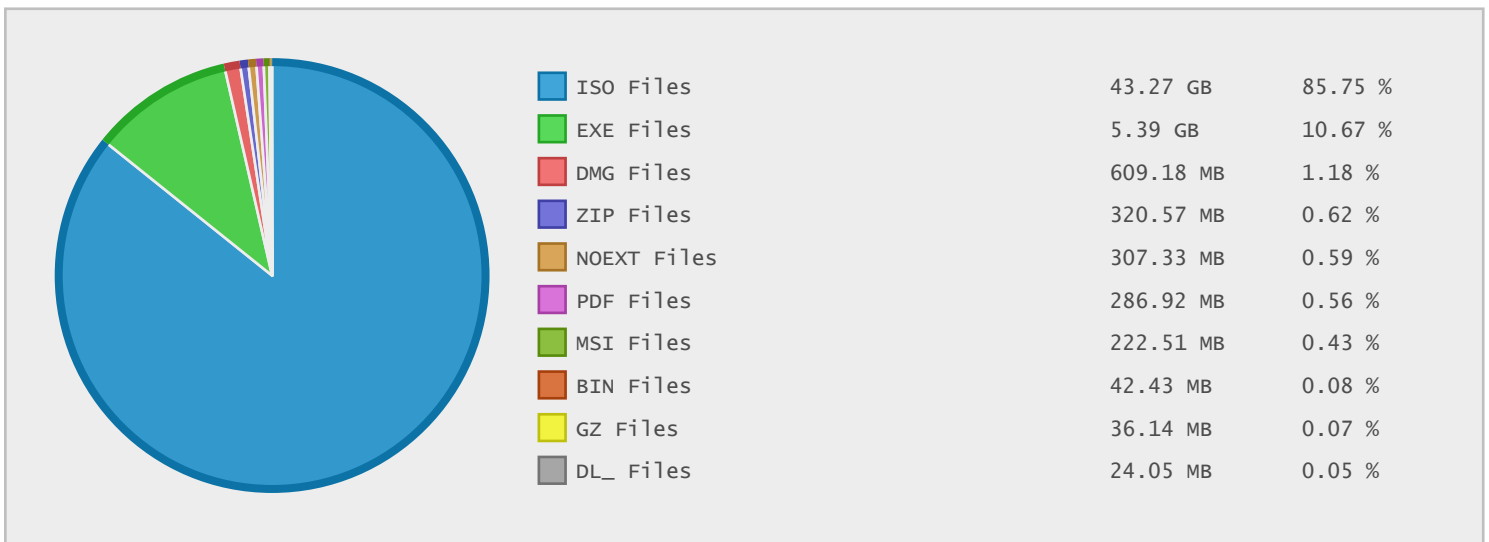 ISO Files 43.27 GB 85.75 %
EXE Files 5.39 GB 10.67 %
DMG Files 609.18 MB 1.18 %
ZIP Files 320.57 MB 0.62 %
NOEXT Files 307.33 MB 0.59 %
PDF Files 286.92 MB 0.56 %
MSI Files 222.51 MB 0.43 %
BIN Files 42.43 MB 0.08 %
GZ Files 36.14 MB 0.07 %
DL_ Files 24.05 MB 0.05 %